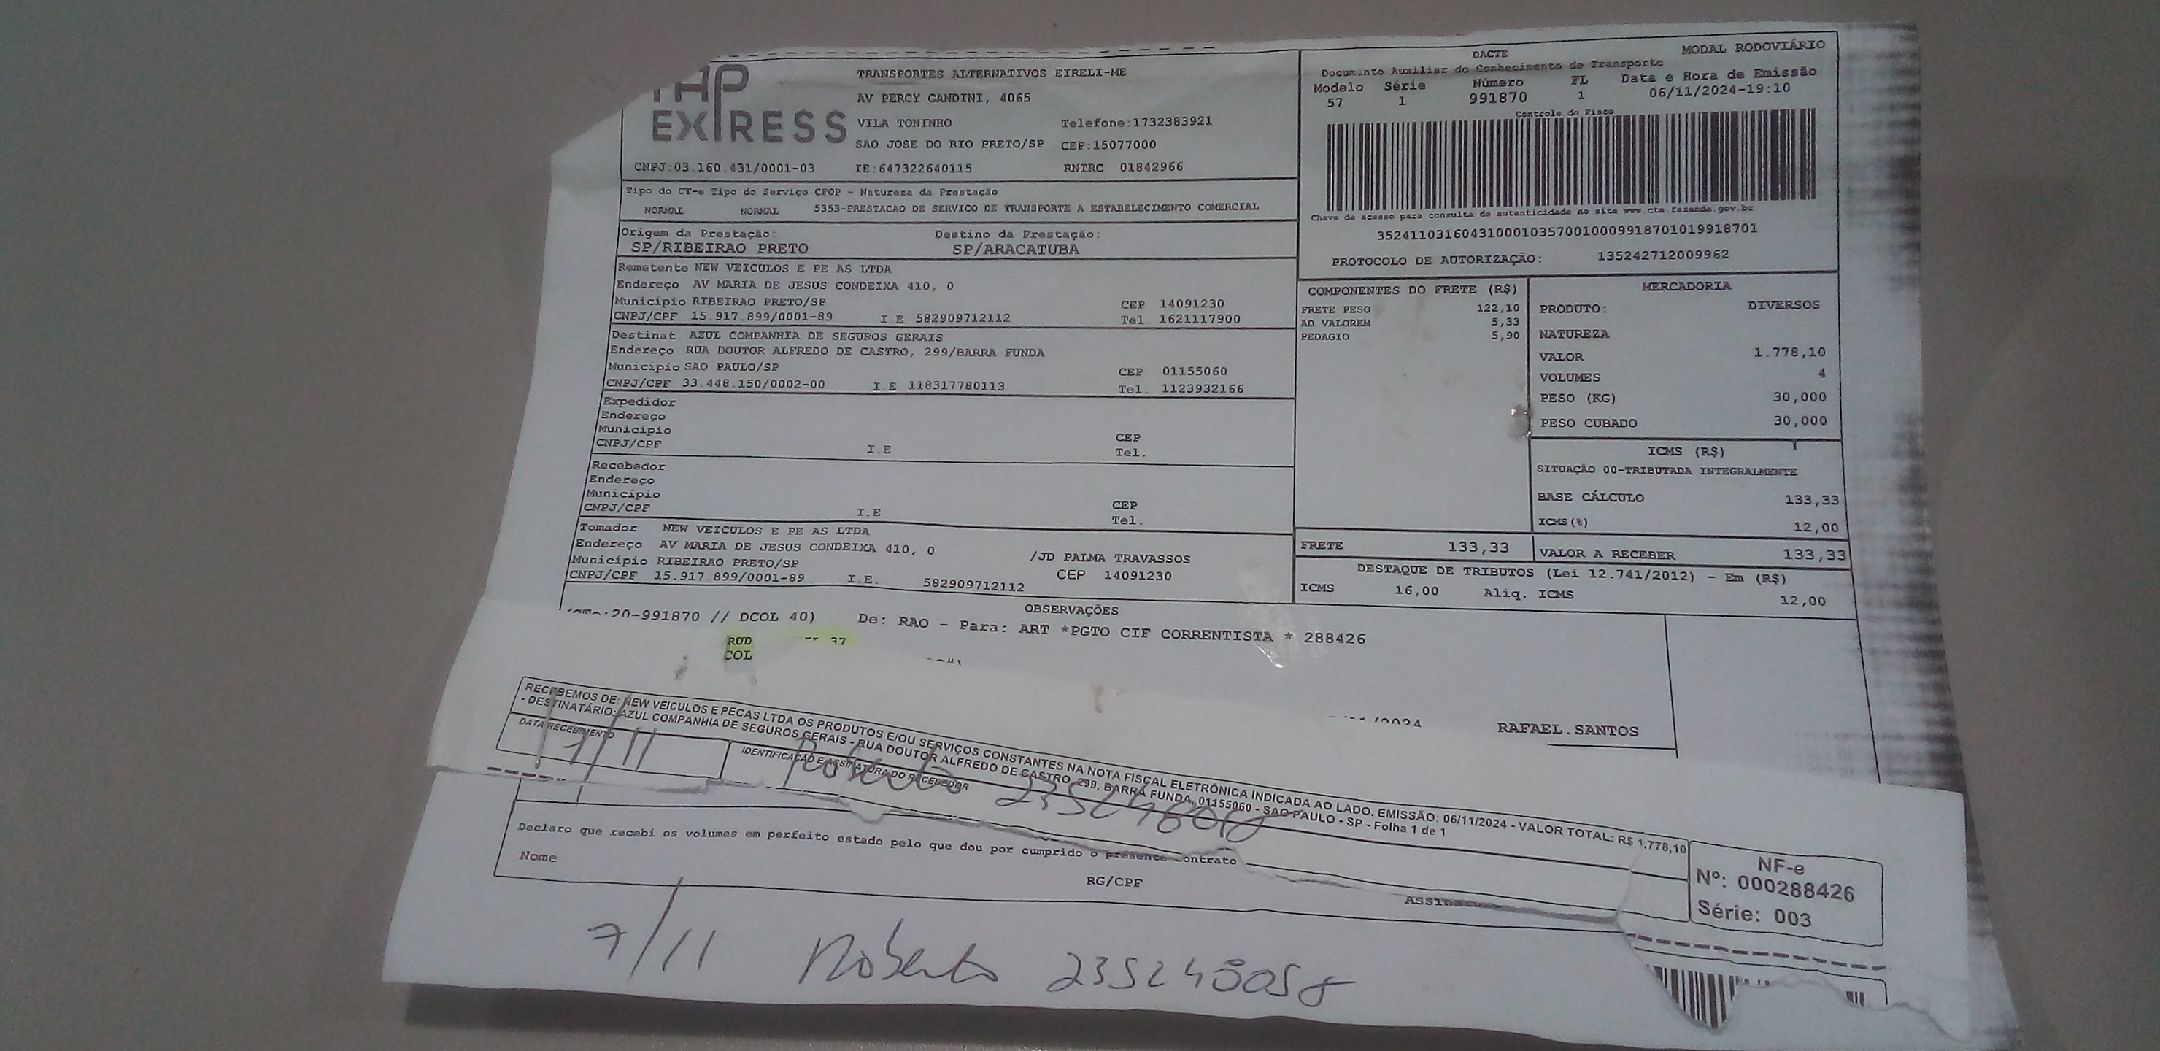 TAP
EXPRESS
TRANSPORTES ALTERNATIVOS EIRELI-ME
AV PERCY GANDINI, 4065
VILA TONINHO Telefone:1732383921
SAO JOSE DO RIO PRETO/SP CEP:15077000
CNPJ:03.160.431/0001-03 IE:647322640115 RNTRC 01842966
DACTE MODAL RODOVIÁRIO
Documento Auxiliar do Conhecimento de Transporte
Modelo Série Número FL Data e Hora de Emissão
57 1 991870 1 06/11/2024-19:10
Controle do Fisco
Chave de acesso para consulta de autenticidade no site www.cte.fazenda.gov.br
35241103160431000103570010009918701019918701
PROTOCOLO DE AUTORIZAÇÃO: 135242712009962
Tipo do CT-e Tipo do Serviço CFOP - Natureza da Prestação
NORMAL NORMAL 5353-PRESTACAO DE SERVICO DE TRANSPORTE A ESTABELECIMENTO COMERCIAL
Origem da Prestação: Destino da Prestação:
SP/RIBEIRAO PRETO SP/ARACATUBA
Remetente NEW VEICULOS E PE AS LTDA
Endereço AV MARIA DE JESUS CONDEIXA 410, 0
Município RIBEIRAO PRETO/SP CEP 14091230
CNPJ/CPF 15.917.899/0001-89 I.E 582909712112 Tel. 1621117900
Destinat AZUL COMPANHIA DE SEGUROS GERAIS
Endereço RUA DOUTOR ALFREDO DE CASTRO, 299/BARRA FUNDA
Município SAO PAULO/SP CEP 01155060
CNPJ/CPF 33.448.150/0002-00 I.E 118317780113 Tel. 1123932166
Expedidor
Endereço
Município CEP
CNPJ/CPF I.E Tel.
Recebedor
Endereço
Município CEP
CNPJ/CPF I.E Tel.
Tomador NEW VEICULOS E PE AS LTDA
Endereço AV MARIA DE JESUS CONDEIXA 410, 0 /JD PALMA TRAVASSOS
Município RIBEIRAO PRETO/SP CEP 14091230
CNPJ/CPF 15.917.899/0001-89 I.E. 582909712112
COMPONENTES DO FRETE (R$)
FRETE PESO 122,10
AD VALOREM 5,33
PEDAGIO 5,90
MERCADORIA
PRODUTO: DIVERSOS
NATUREZA
VALOR 1.778,10
VOLUMES 4
PESO (KG) 30,000
PESO CUBADO 30,000
ICMS (R$)
SITUAÇÃO 00-TRIBUTADA INTEGRALMENTE
BASE CÁLCULO 133,33
ICMS(%) 12,00
FRETE 133,33 VALOR A RECEBER 133,33
DESTAQUE DE TRIBUTOS (Lei 12.741/2012) - Em (R$)
ICMS 16,00 Aliq. ICMS 12,00
OBSERVAÇÕES
:20-991870 // DCOL 40) De: RAO - Para: ART *PGTO CIF CORRENTISTA * 288426
ROD 37
COL
/2024 RAFAEL.SANTOS
RECEBEMOS DE: NEW VEICULOS E PECAS LTDA OS PRODUTOS E/OU SERVIÇOS CONSTANTES NA NOTA FISCAL ELETRÔNICA INDICADA AO LADO. EMISSÃO: 06/11/2024 - VALOR TOTAL: R$ 1.778,10
- DESTINATÁRIO: AZUL COMPANHIA DE SEGUROS GERAIS - RUA DOUTOR ALFREDO DE CASTRO, 299, BARRA FUNDA, 01155060 - SAO PAULO - SP - Folha 1 de 1
DATA RECEBIMENTO IDENTIFICAÇÃO E ASSINATURA DO RECEBEDOR
Roberto
NF-e
Nº: 000288426
Série: 003
Declaro que recebi os volumes em perfeito estado pelo que dou por cumprido o presente contrato
Nome RG/CPF
7/11 Roberto 235248058